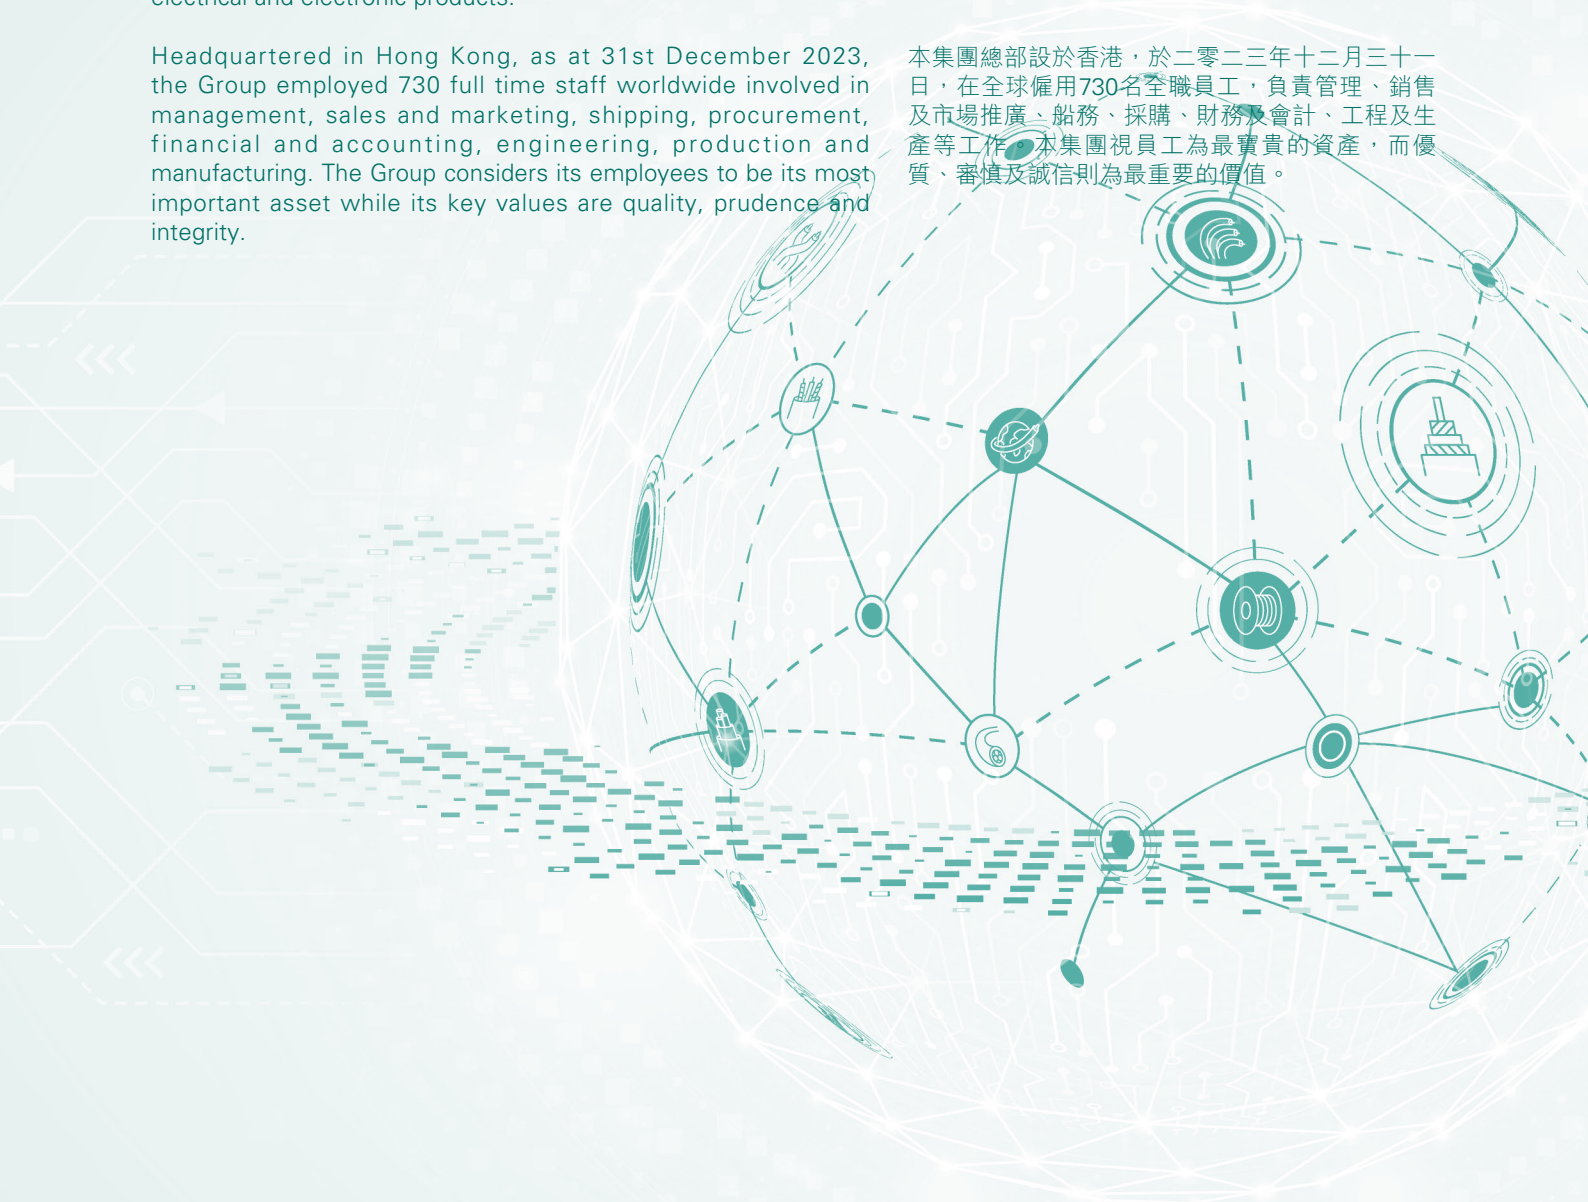 electrical and electronic products.
Headquartered in Hong Kong, as at 31st December 2023,
the Group employed 730 full time staff worldwide involved in
management, sales and marketing, shipping, procurement,
financial and accounting, engineering, production and
manufacturing. The Group considers its employees to be its most
important asset while its key values are quality, prudence and
integrity.
本集團總部設於香港，於二零二三年十二月三十一
日，在全球僱用730名全職員工，負責管理、銷售
及市場推廣、船務、採購、財務及會計、工程及生
產等工作。本集團視員工為最寶貴的資產，而優
質、審慎及誠信則為最重要的價值。